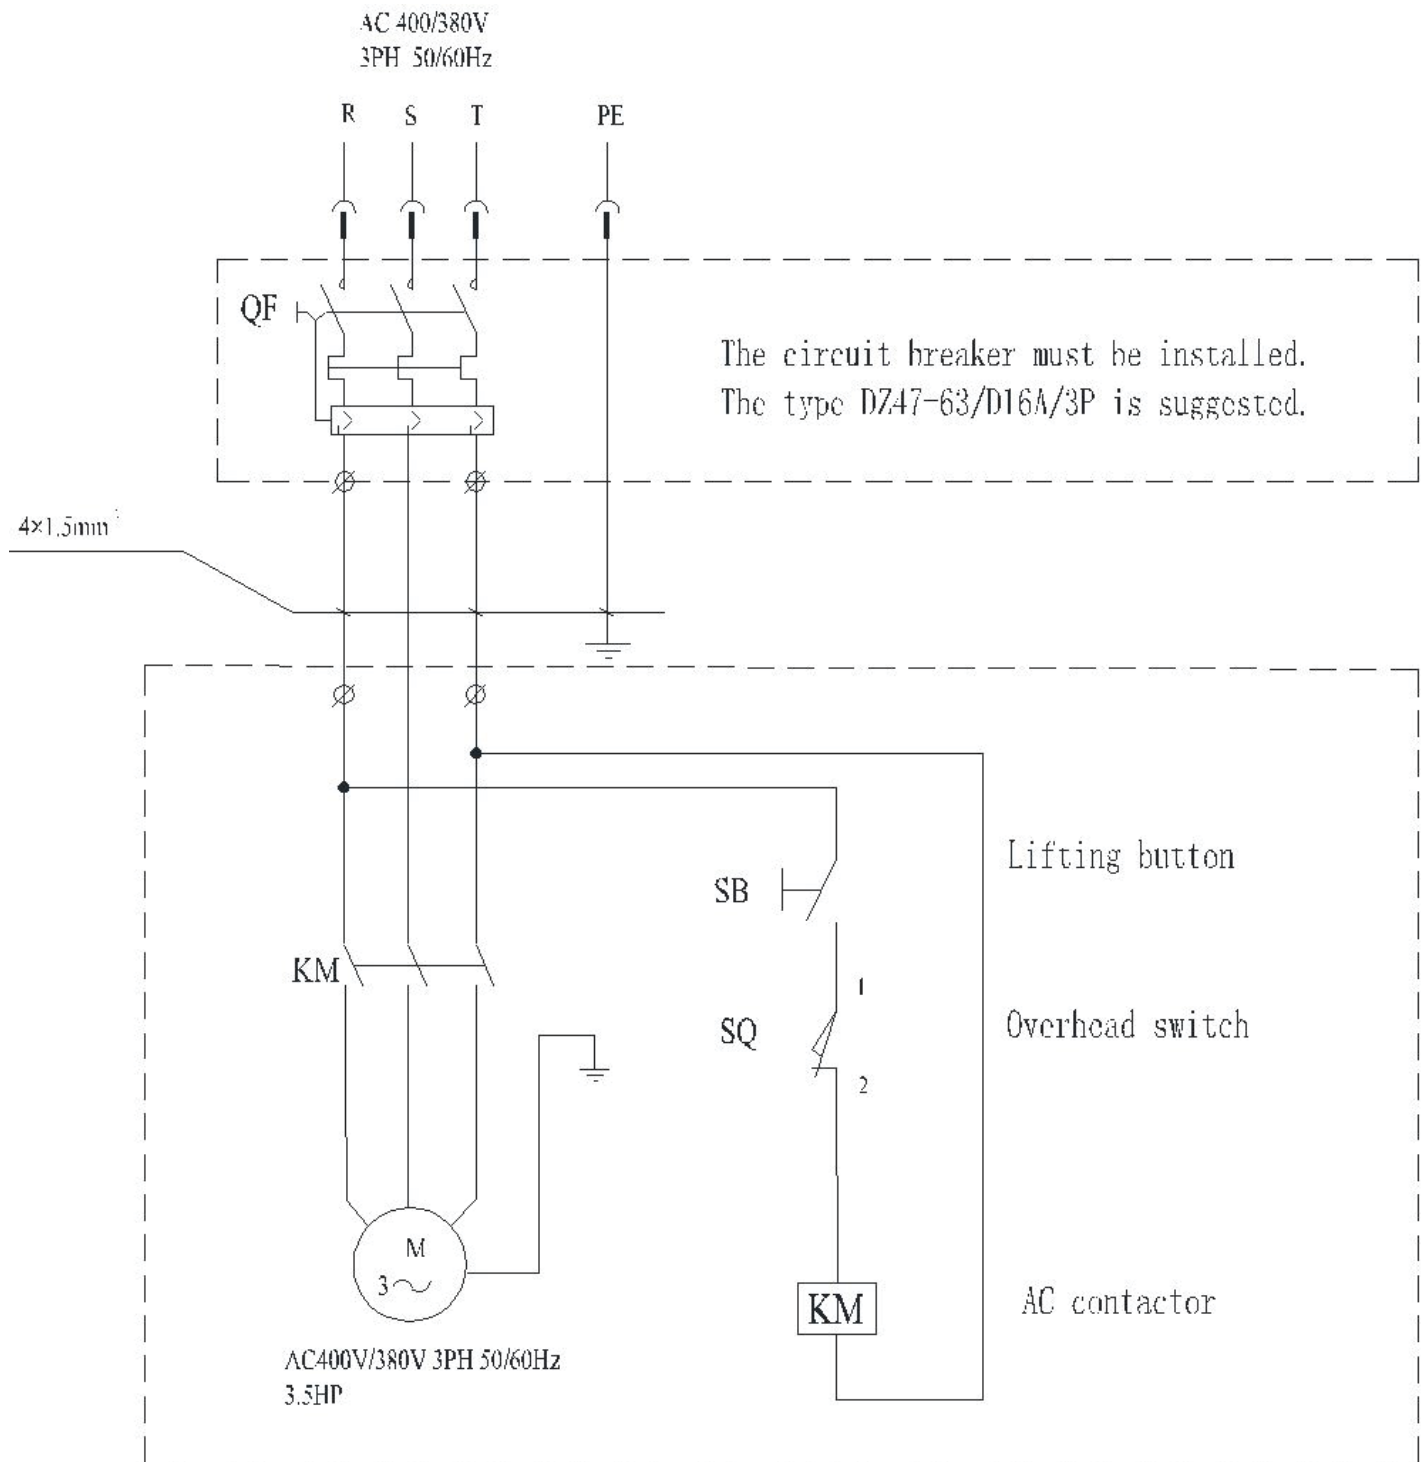 AC 400/380V
3PH 50/60Hz
R S T PE
QF
The circuit breaker must be installed.
The type DZ47-63/D16A/3P is suggested.
4×1.5mm²
Lifting button
SB
KM
1
SQ
Overhead switch
2
M
3~
KM
AC contactor
AC400V/380V 3PH 50/60Hz
3.5HP